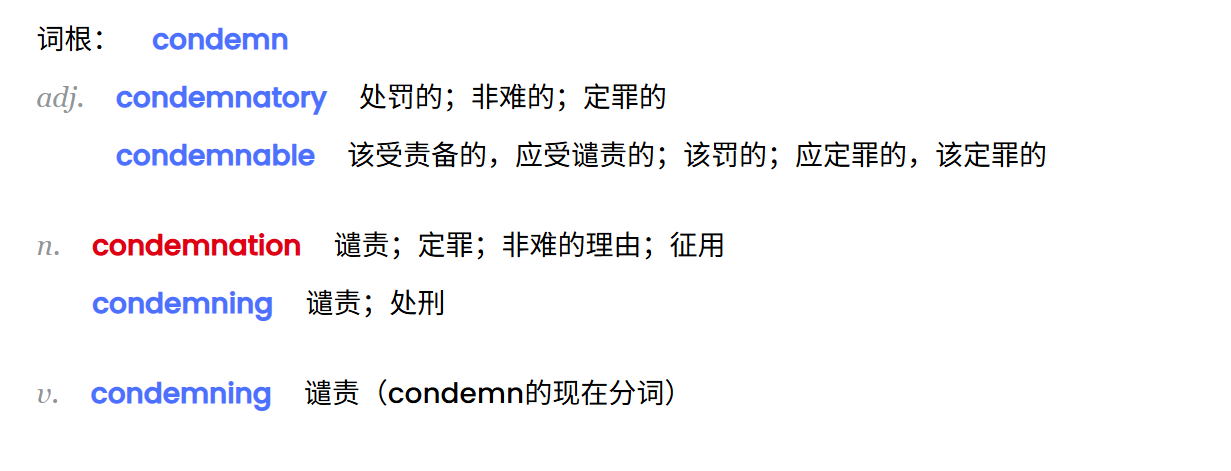 词根： condemn
adj. condemnatory 处罚的；非难的；定罪的
condemnable 该受责备的，应受谴责的；该罚的；应定罪的，该定罪的
n. condemnation 谴责；定罪；非难的理由；征用
condemning 谴责；处刑
v. condemning 谴责（condemn的现在分词）